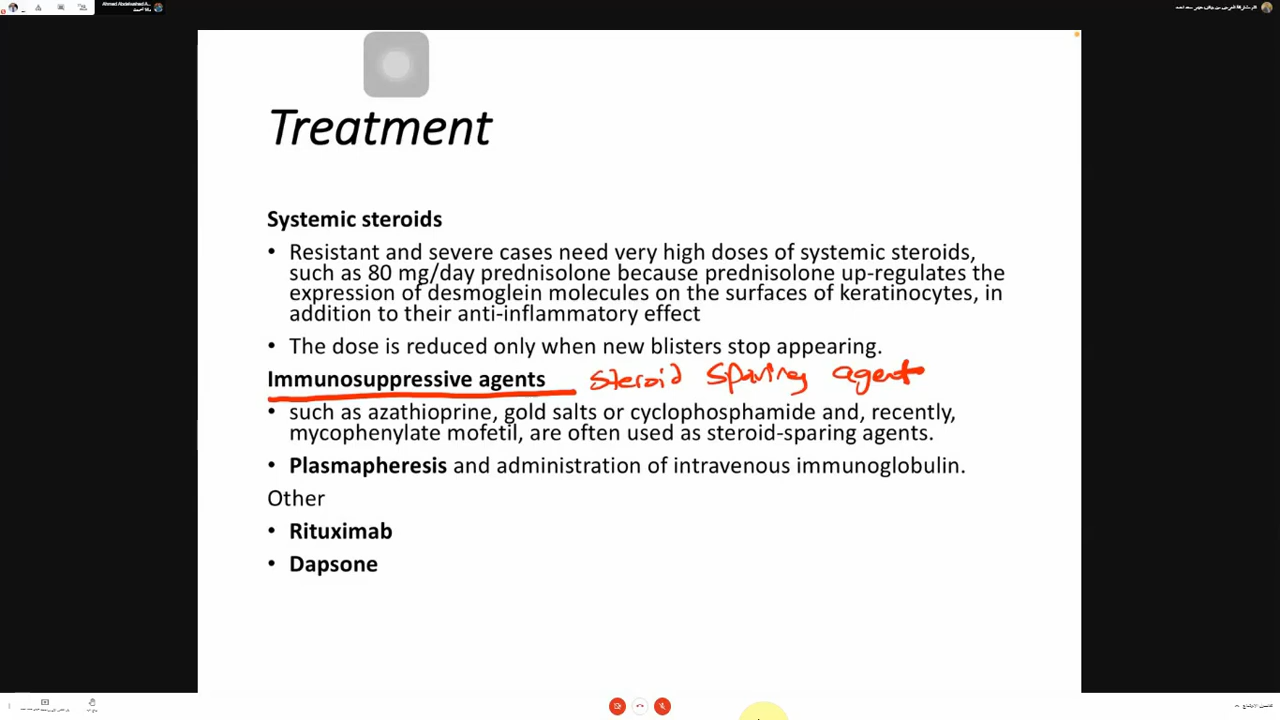 Ahmed Abdelwahed A...
Treatment
Systemic steroids
• Resistant and severe cases need very high doses of systemic steroids,
such as 80 mg/day prednisolone because prednisolone up-regulates the
expression of desmoglein molecules on the surfaces of keratinocytes, in
addition to their anti-inflammatory effect
• The dose is reduced only when new blisters stop appearing.
Immunosuppressive agents steroid sparing agent
• such as azathioprine, gold salts or cyclophosphamide and, recently,
mycophenylate mofetil, are often used as steroid-sparing agents.
• Plasmapheresis and administration of intravenous immunoglobulin.
Other
• Rituximab
• Dapsone